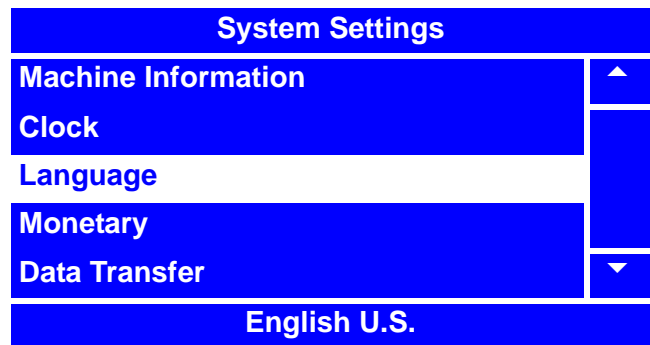 System Settings
Machine Information
Clock
Language
Monetary
Data Transfer
English U.S.